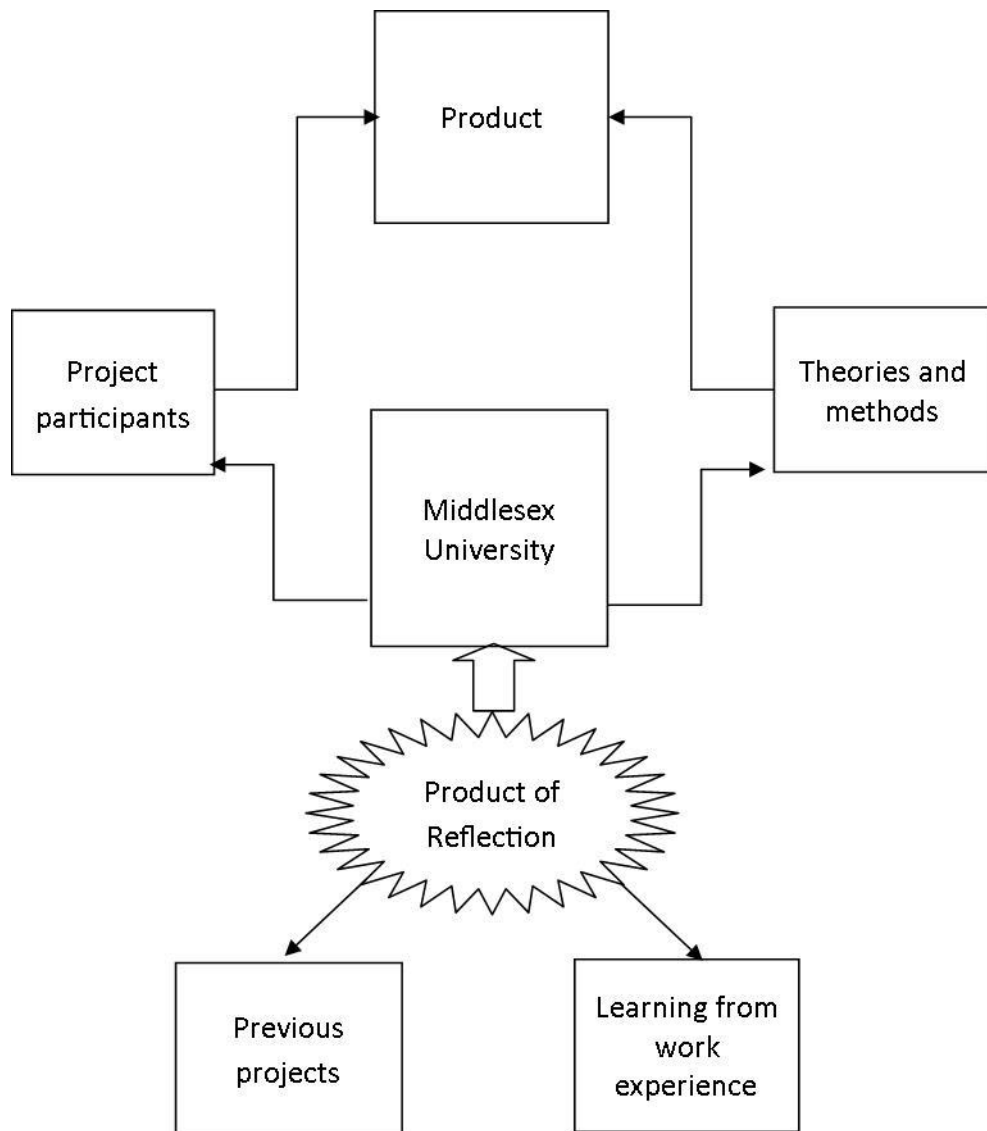 Product
Project
participants
Theories and
methods
Middlesex
University
Product of
Reflection
Previous
projects
Learning from
work
experience